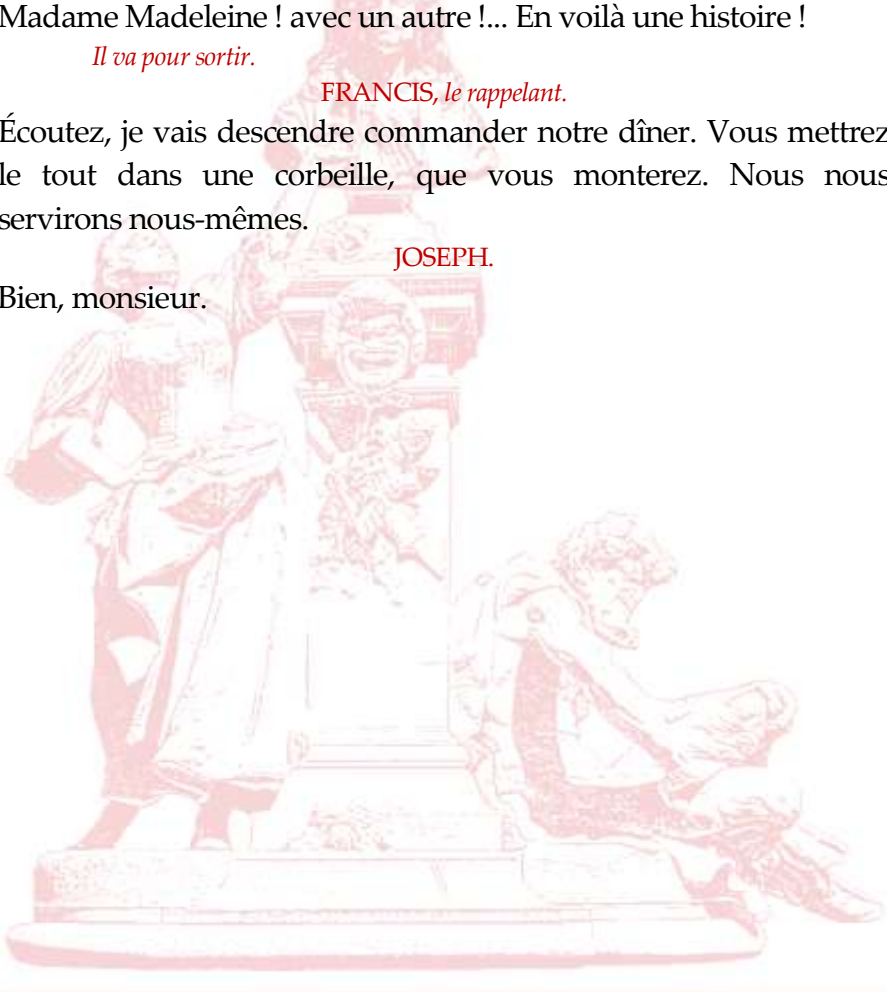 Madame Madeleine ! avec un autre !... En voilà une histoire !
Il va pour sortir.
FRANCIS, le rappelant.
Écoutez, je vais descendre commander notre dîner. Vous mettrez
le tout dans une corbeille, que vous monterez. Nous nous
servirons nous-mêmes.
JOSEPH.
Bien, monsieur.